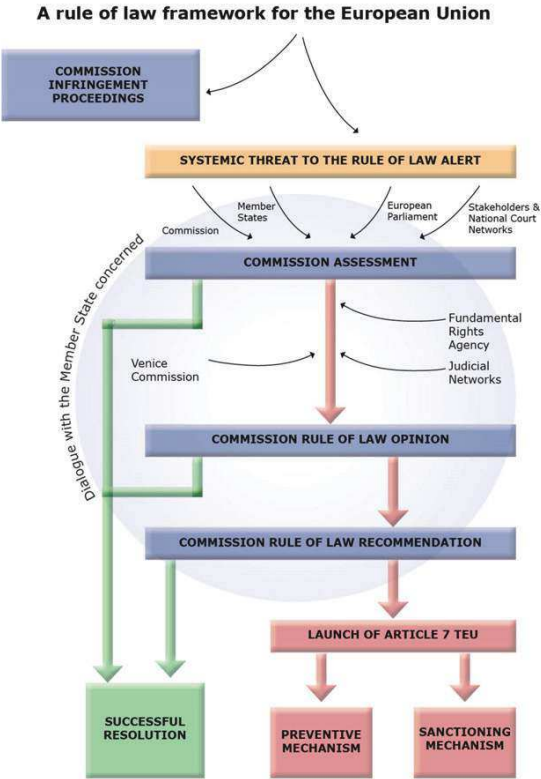 A rule of law framework for the European Union
COMMISSION
INFRINGEMENT
PROCEEDINGS
SYSTEMIC THREAT TO THE RULE OF LAW ALERT
Commission
Member
States
European
Parliament
Stakeholders &
National Court
Networks
Dialogue with the Member State concerned
COMMISSION ASSESSMENT
Fundamental
Rights
Agency
Venice
Commission
Judicial
Networks
COMMISSION RULE OF LAW OPINION
COMMISSION RULE OF LAW RECOMMENDATION
LAUNCH OF ARTICLE 7 TEU
SUCCESSFUL
RESOLUTION
PREVENTIVE
MECHANISM
SANCTIONING
MECHANISM